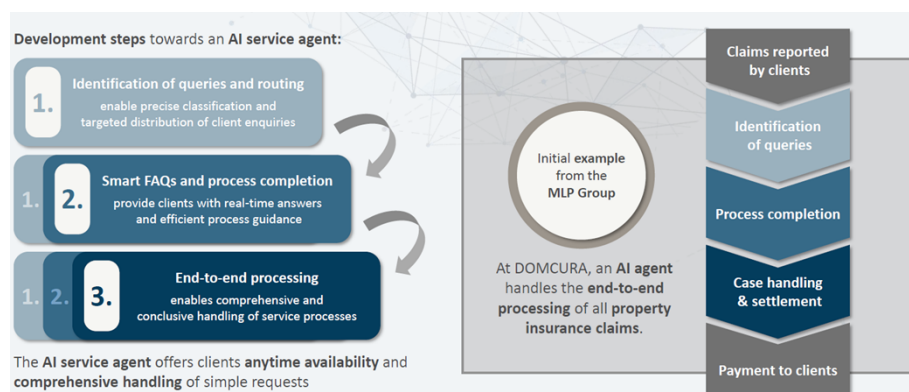 Development steps towards an AI service agent:
1.
Identification of queries and routing
enable precise classification and
targeted distribution of client enquiries
1.
2.
Smart FAQs and process completion
provide clients with real-time answers
and efficient process guidance
1.
2.
3.
End-to-end processing
enables comprehensive and
conclusive handling of service processes
The AI service agent offers clients anytime availability and
comprehensive handling of simple requests
Initial example
from the
MLP Group
At DOMCURA, an AI agent
handles the end-to-end
processing of all property
insurance claims.
Claims reported
by clients
Identification
of queries
Process completion
Case handling
& settlement
Payment to clients